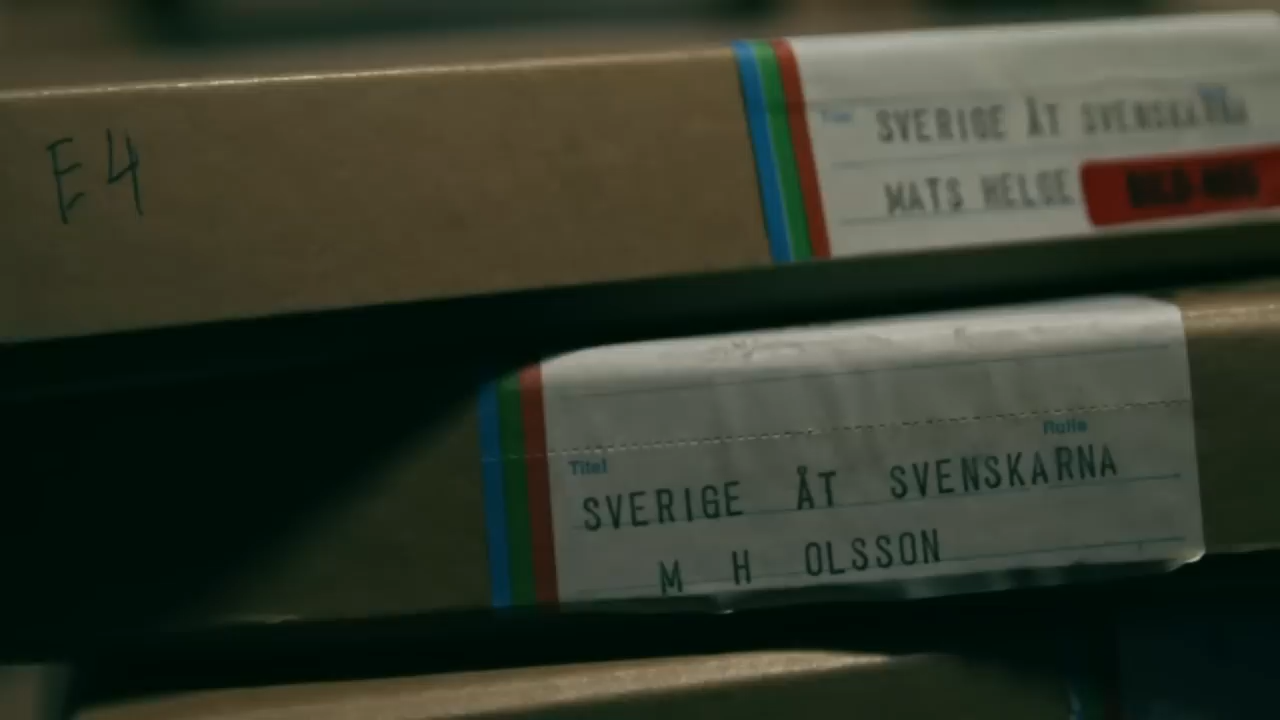 E4
SVERIGE ÅT SVENSKARNA
MATS HELGE
Titel
Rulle
SVERIGE ÅT SVENSKARNA
M H OLSSON